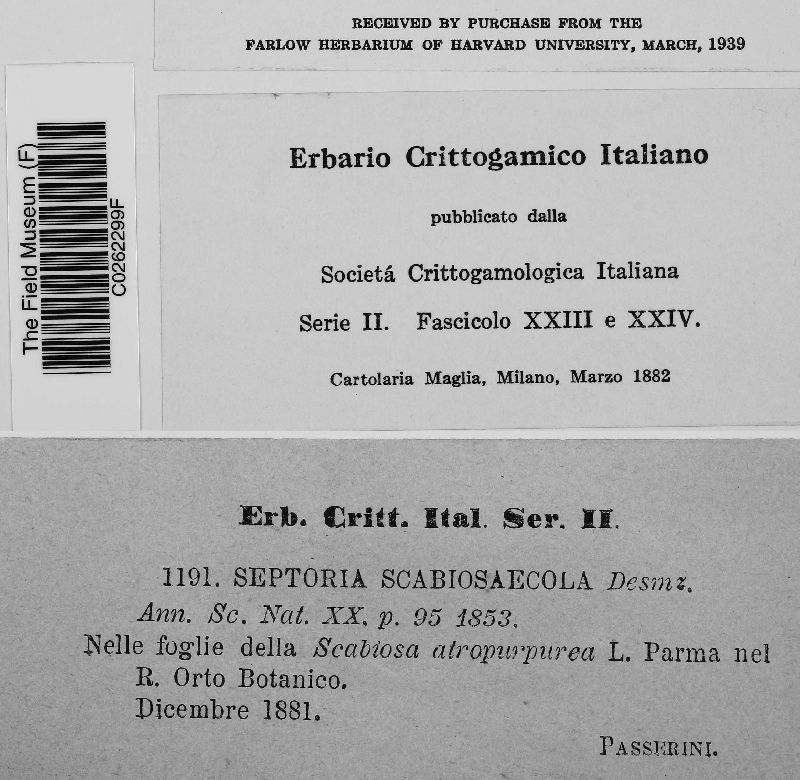 RECEIVED BY PURCHASE FROM THE
FARLOW HERBARIUM OF HARVARD UNIVERSITY, MARCH, 1939
The Field Museum (F)
C0262299F
Erbario Crittogamico Italiano
pubblicato dalla
Societá Crittogamologica Italiana
Serie II. Fascicolo XXIII e XXIV.
Cartolaria Maglia, Milano, Marzo 1882
Erb. Critt. Ital. Ser. II.
1191. SEPTORIA SCABIOSAECOLA Desmz.
Ann. Sc. Nat. XX. p. 95 1853.
Nelle foglie della Scabiosa atropurpurea L. Parma nel
R. Orto Botanico.
Dicembre 1881.
PASSERINI.